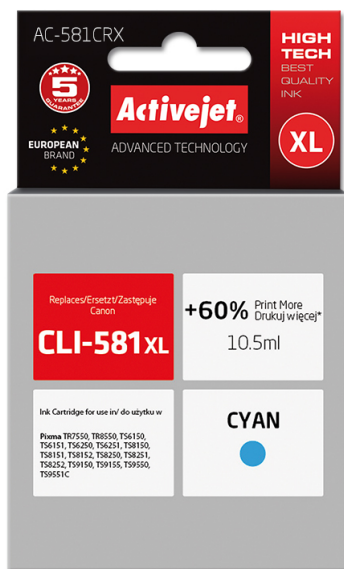 AC-581CRX
HIGH
TECH
BEST
QUALITY
INK
5
YEARS
GUARANTEE
Activejet®
EUROPEAN
BRAND
ADVANCED TECHNOLOGY
XL
Replaces/Ersetzt/Zastępuje
Canon
CLI-581XL
+60% Print More
Drukuj więcej*
10.5ml
Ink Cartridge for use in/ do użytku w
Pixma TR7550, TR8550, TS6150,
TS6151, TS6250, TS6251, TS8150,
TS8151, TS8152, TS8250, TS8251,
TS8252, TS9150, TS9155, TS9550,
TS9551C
CYAN